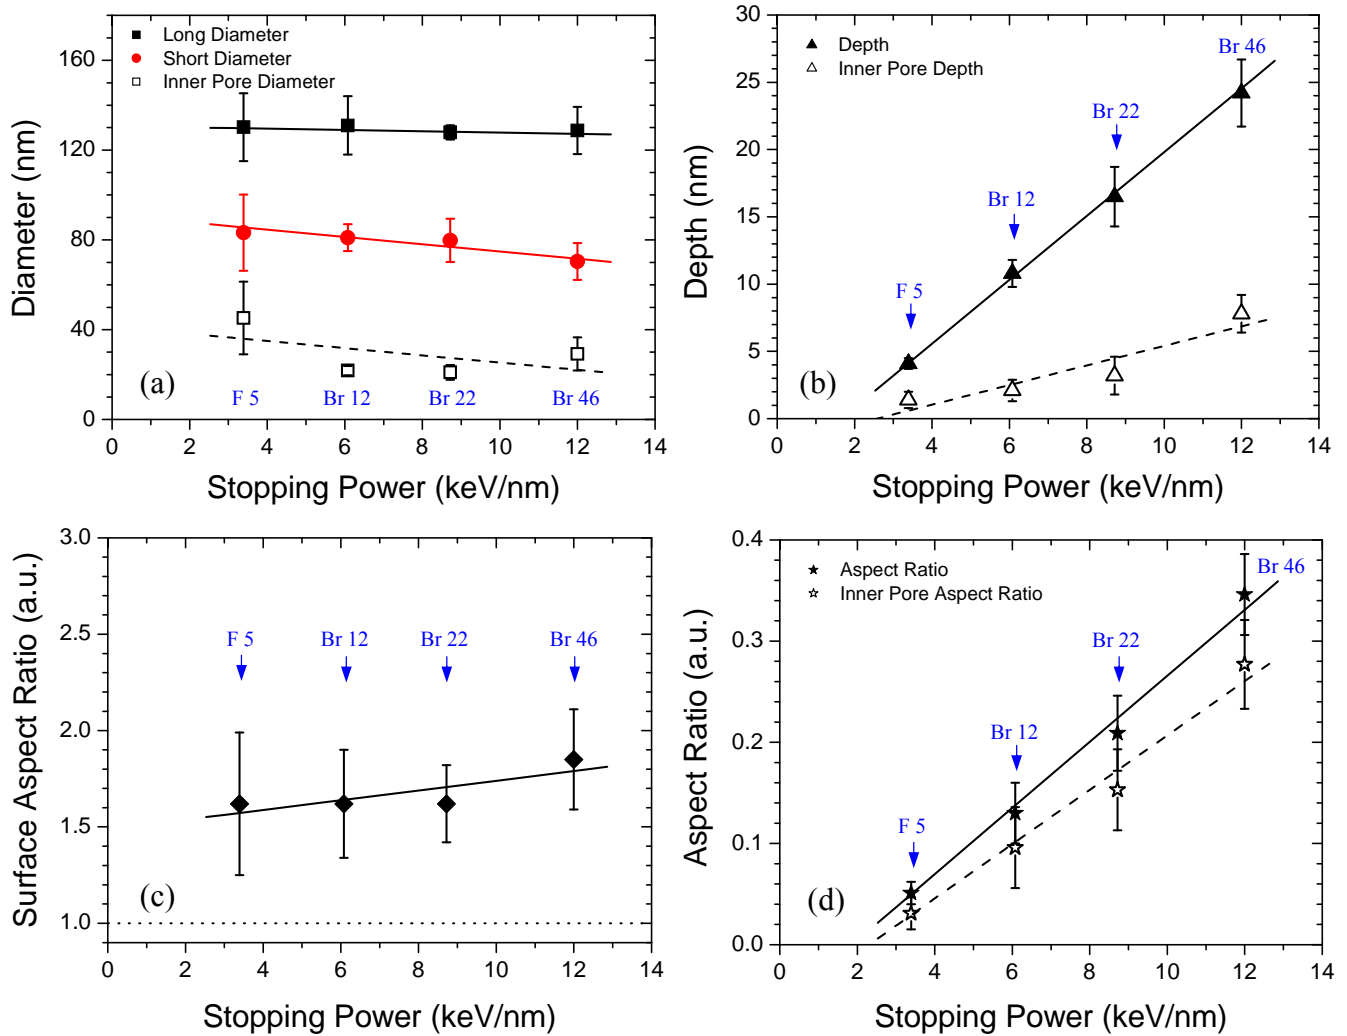 Long Diameter
Short Diameter
Inner Pore Diameter
160
120
80
40
0
Diameter (nm)
(a)
F 5
Br 12
Br 22
Br 46
0 2 4 6 8 10 12 14
Stopping Power (keV/nm)
Depth
Inner Pore Depth
30
25
20
15
10
5
0
Depth (nm)
(b)
F 5
Br 12
Br 22
Br 46
0 2 4 6 8 10 12 14
Stopping Power (keV/nm)
3.0
2.5
2.0
1.5
1.0
Surface Aspect Ratio (a.u.)
(c)
F 5
Br 12
Br 22
Br 46
0 2 4 6 8 10 12 14
Stopping Power (keV/nm)
Aspect Ratio
Inner Pore Aspect Ratio
0.4
0.3
0.2
0.1
0.0
Aspect Ratio (a.u.)
(d)
F 5
Br 12
Br 22
Br 46
0 2 4 6 8 10 12 14
Stopping Power (keV/nm)